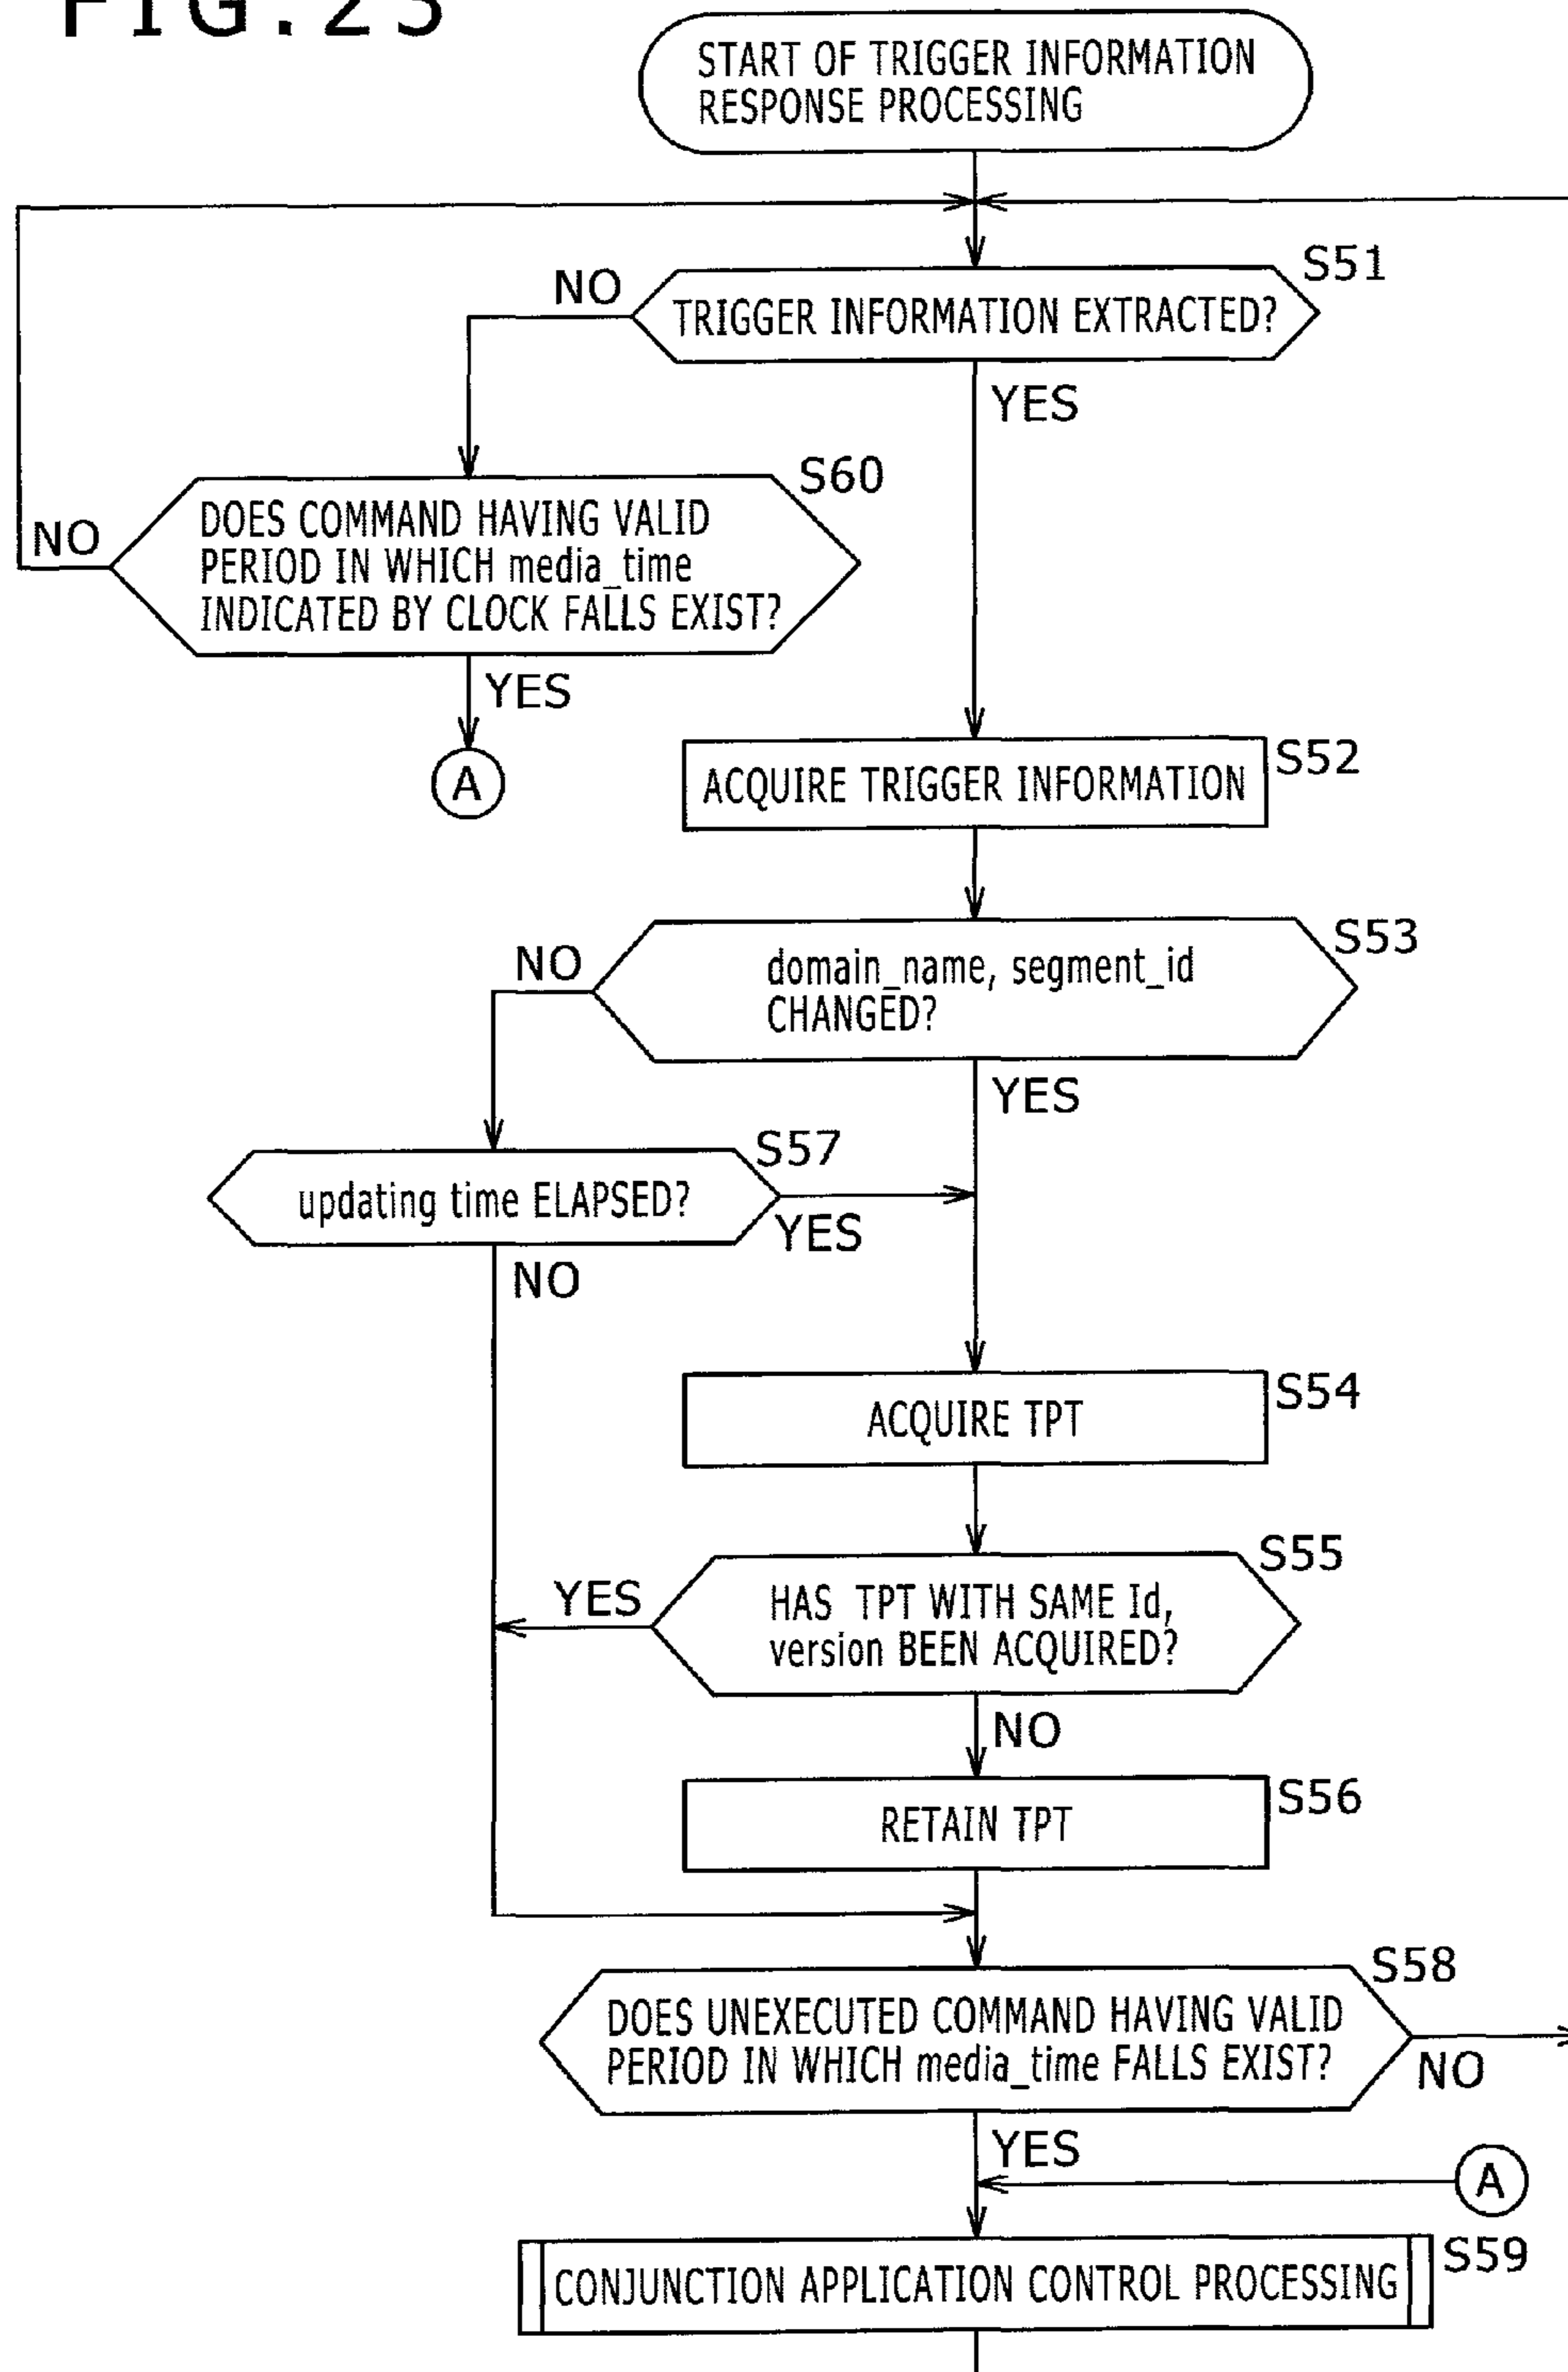 FIG.23
START OF TRIGGER INFORMATION
RESPONSE PROCESSING
S51
NO
TRIGGER INFORMATION EXTRACTED?
YES
S60
DOES COMMAND HAVING VALID
PERIOD IN WHICH media_time
INDICATED BY CLOCK FALLS EXIST?
NO
YES
A
S52
ACQUIRE TRIGGER INFORMATION
S53
NO
domain_name, segment_id
CHANGED?
YES
S57
updating time ELAPSED?
YES
NO
S54
ACQUIRE TPT
S55
YES
HAS TPT WITH SAME Id,
version BEEN ACQUIRED?
NO
S56
RETAIN TPT
S58
DOES UNEXECUTED COMMAND HAVING VALID
PERIOD IN WHICH media_time FALLS EXIST?
NO
YES
A
S59
CONJUNCTION APPLICATION CONTROL PROCESSING